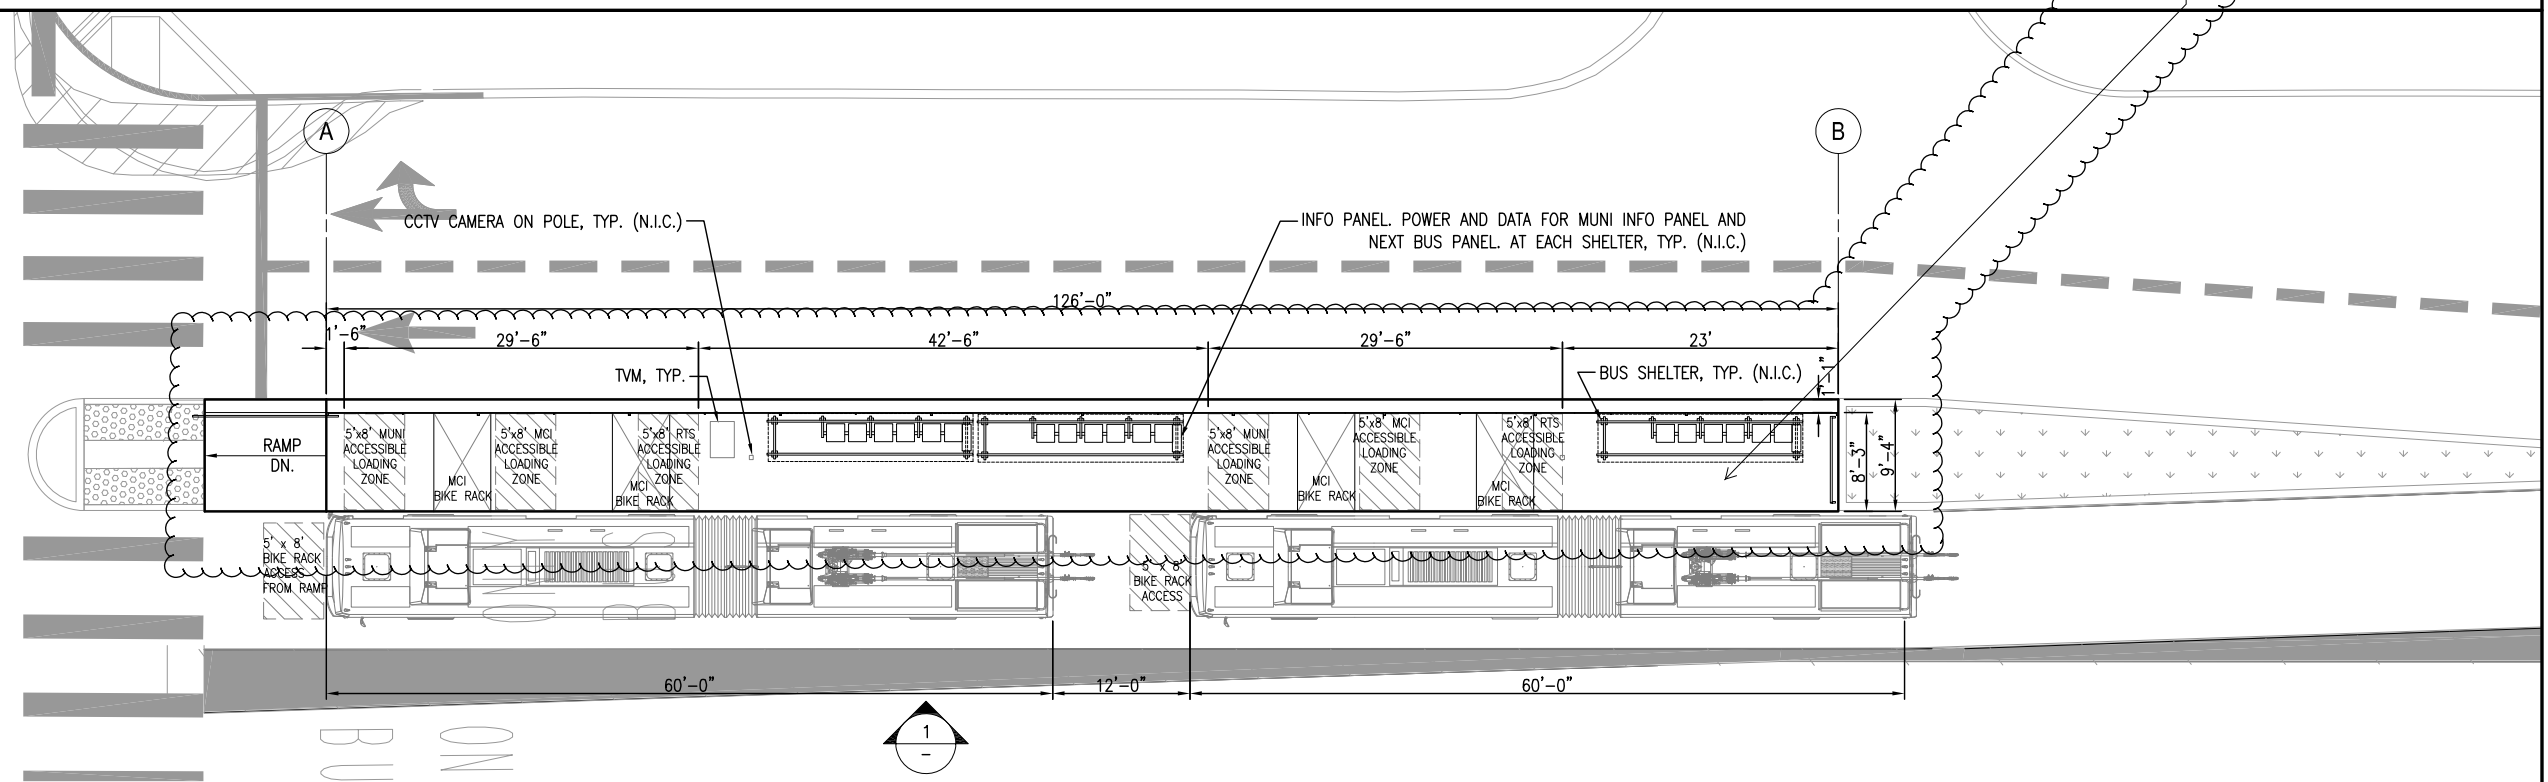 A
B
CCTV CAMERA ON POLE, TYP. (N.I.C.)
INFO PANEL. POWER AND DATA FOR MUNI INFO PANEL AND
NEXT BUS PANEL. AT EACH SHELTER, TYP. (N.I.C.)
126'-0"
1'-6"
29'-6"
42'-6"
29'-6"
23'
TVM, TYP.
BUS SHELTER, TYP. (N.I.C.)
1'-1"
RAMP
DN.
5'x8' MUNI
ACCESSIBLE
LOADING
ZONE
MCI
BIKE RACK
5'x8' MCI
ACCESSIBLE
LOADING
ZONE
5'x8' RTS
ACCESSIBLE
LOADING
ZONE
MCI
BIKE RACK
5'x8' MUNI
ACCESSIBLE
LOADING
ZONE
MCI
BIKE RACK
5'x8' MCI
ACCESSIBLE
LOADING
ZONE
5'x8' RTS
ACCESSIBLE
LOADING
ZONE
MCI
BIKE RACK
8'-3"
9'-4"
5' x 8'
BIKE RACK
ACCESS
FROM RAMP
5' x 8'
BIKE RACK
ACCESS
60'-0"
12'-0"
60'-0"
1
-